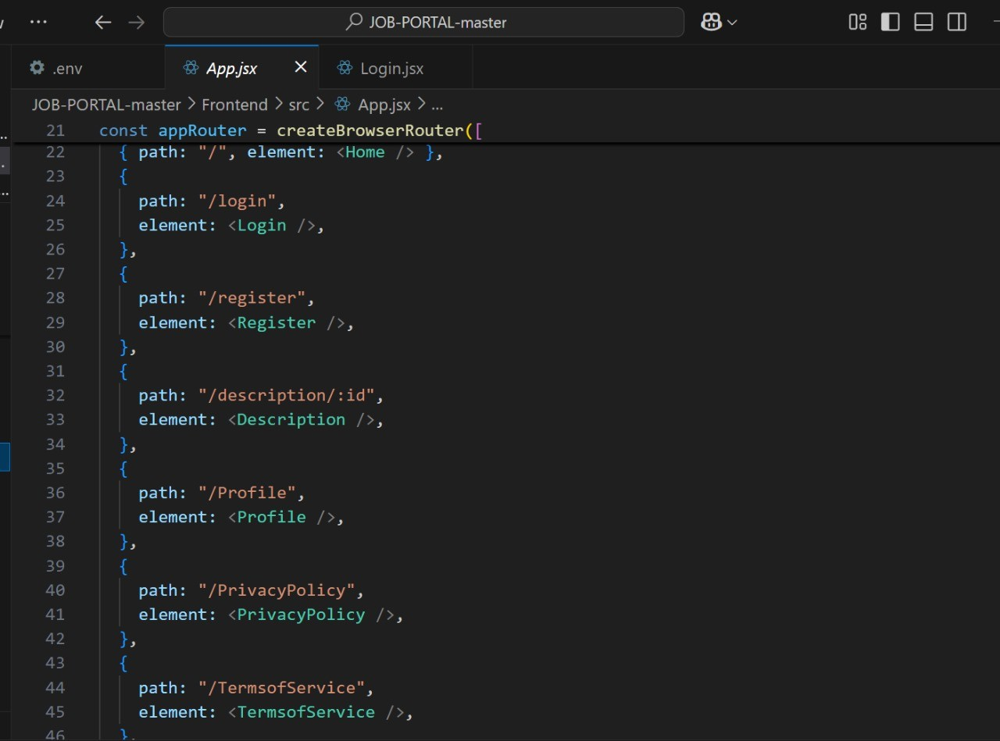 JOB-PORTAL-master
.env
App.jsx
Login.jsx
JOB-PORTAL-master > Frontend > src > App.jsx > ...
21 const appRouter = createBrowserRouter([
22 { path: "/", element: <Home /> },
23 {
24 path: "/login",
25 element: <Login />,
26 },
27 {
28 path: "/register",
29 element: <Register />,
30 },
31 {
32 path: "/description/:id",
33 element: <Description />,
34 },
35 {
36 path: "/Profile",
37 element: <Profile />,
38 },
39 {
40 path: "/PrivacyPolicy",
41 element: <PrivacyPolicy />,
42 },
43 {
44 path: "/TermsofService",
45 element: <TermsofService />,
46 },